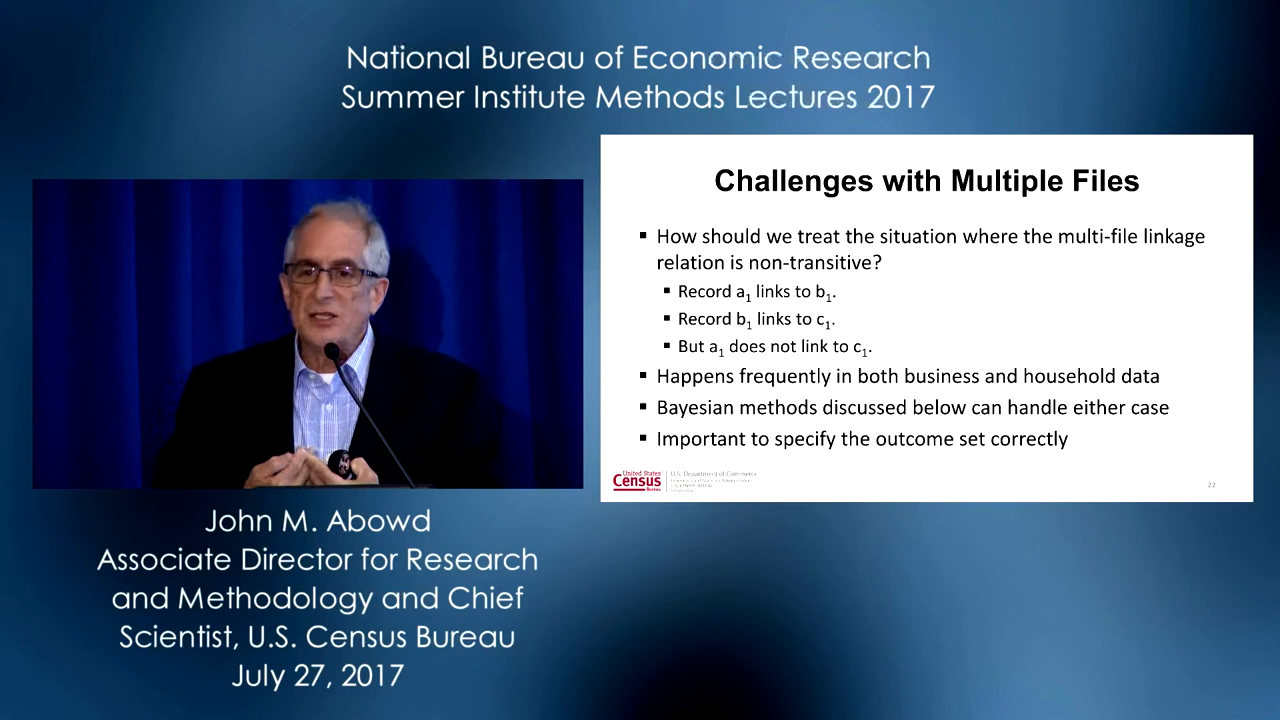 National Bureau of Economic Research
Summer Institute Methods Lectures 2017
Challenges with Multiple Files
▪ How should we treat the situation where the multi-file linkage
relation is non-transitive?
▪ Record a₁ links to b₁.
▪ Record b₁ links to c₁.
▪ But a₁ does not link to c₁.
▪ Happens frequently in both business and household data
▪ Bayesian methods discussed below can handle either case
▪ Important to specify the outcome set correctly
United States
Census
Bureau
U.S. Department of Commerce
22
John M. Abowd
Associate Director for Research
and Methodology and Chief
Scientist, U.S. Census Bureau
July 27, 2017